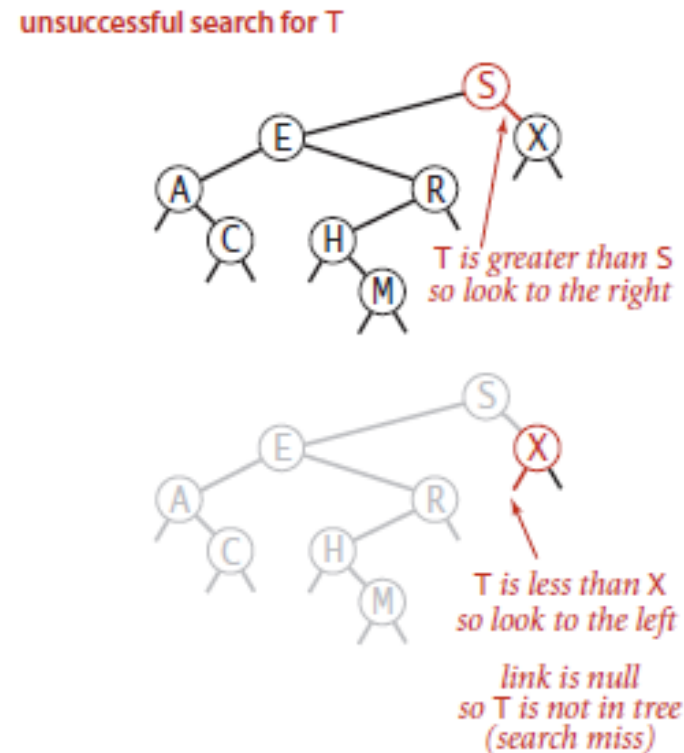 unsuccessful search for T
S
E
X
A
R
C
H
T is greater than S
M
so look to the right
S
E
X
A
R
C
H
T is less than X
M
so look to the left
link is null
so T is not in tree
(search miss)